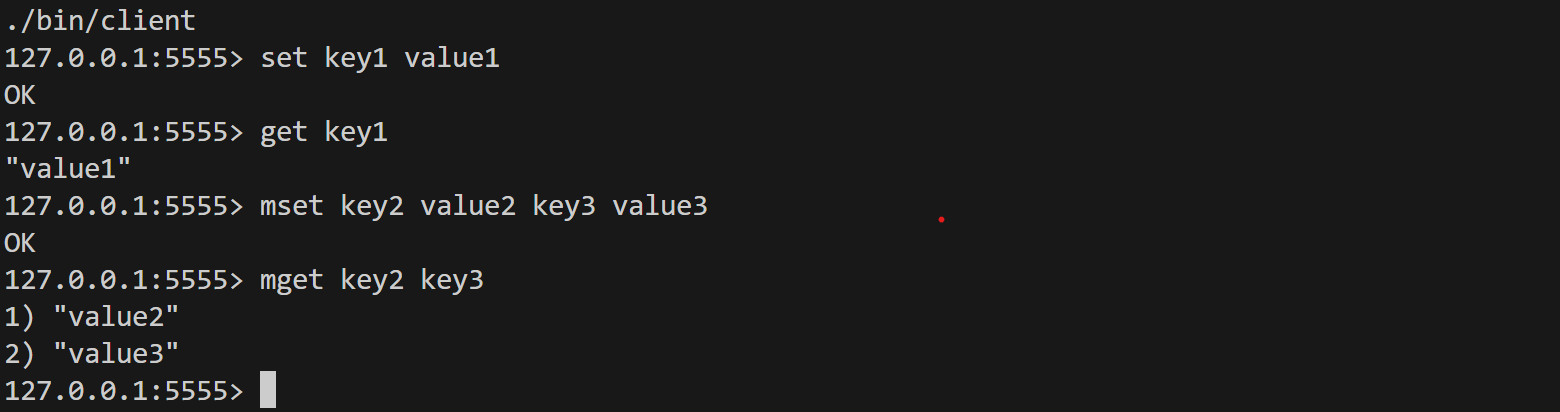 ./bin/client
127.0.0.1:5555> set key1 value1
OK
127.0.0.1:5555> get key1
"value1"
127.0.0.1:5555> mset key2 value2 key3 value3
OK
127.0.0.1:5555> mget key2 key3
1) "value2"
2) "value3"
127.0.0.1:5555>